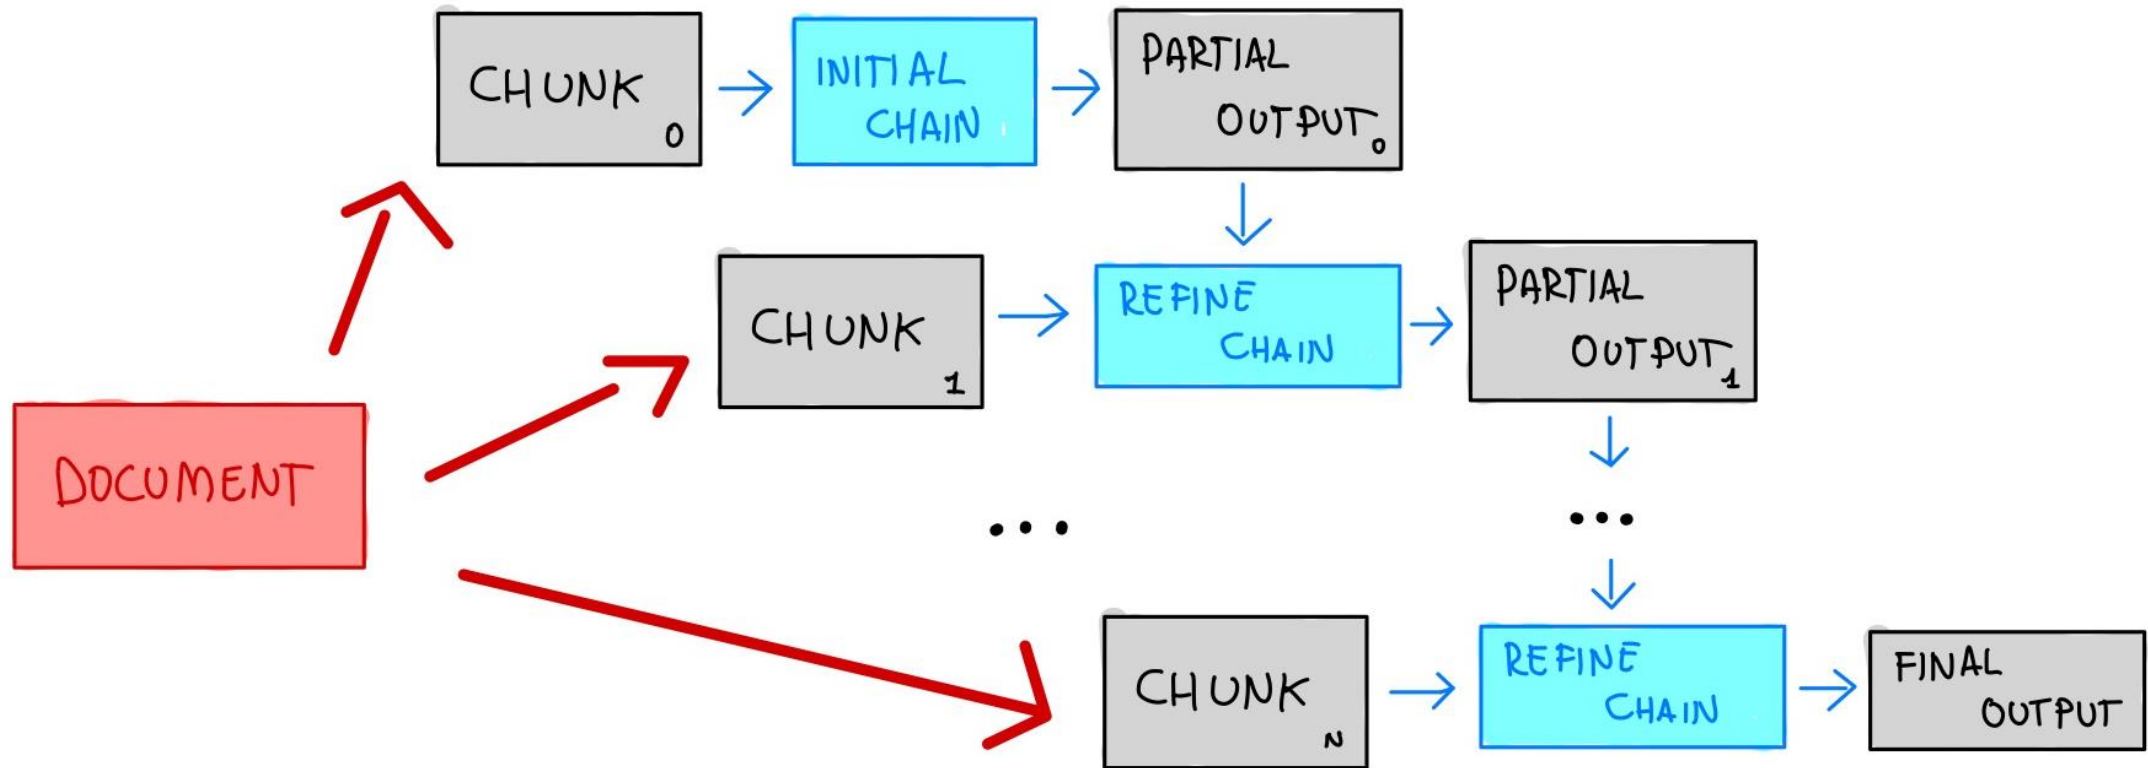 CHUNK
0
INITIAL
CHAIN
PARTIAL
OUTPUT
0
CHUNK
1
REFINE
CHAIN
PARTIAL
OUTPUT
1
DOCUMENT
...
...
CHUNK
N
REFINE
CHAIN
FINAL
OUTPUT